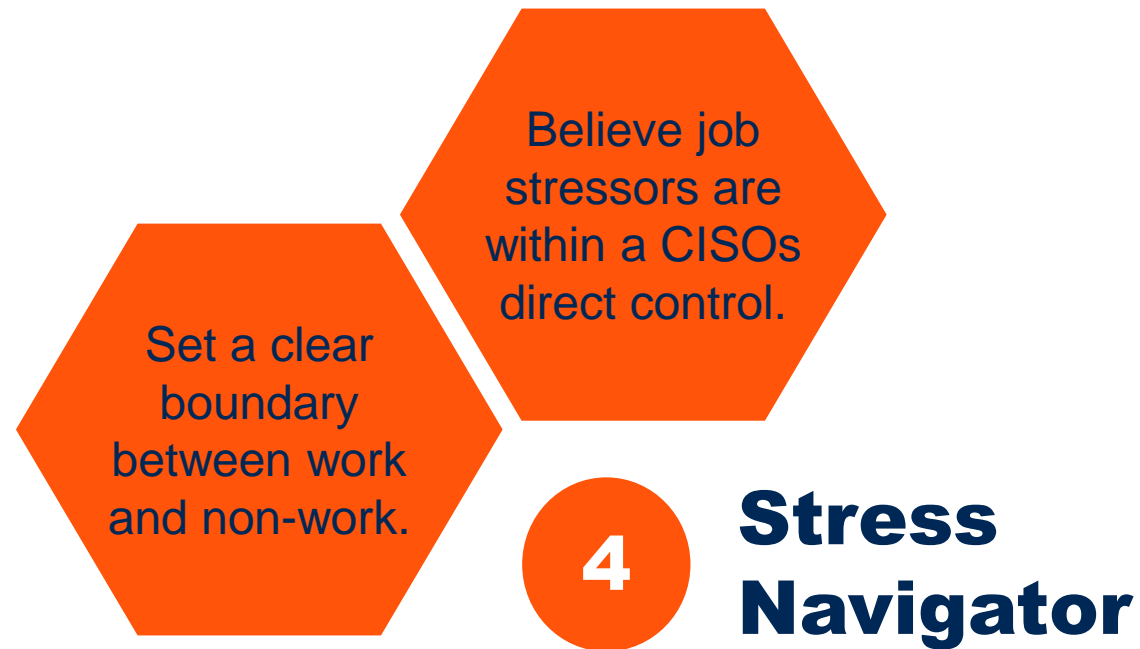 Believe job
stressors are
within a CISOs
direct control.
Set a clear
boundary
between work
and non-work.
4
Stress
Navigator